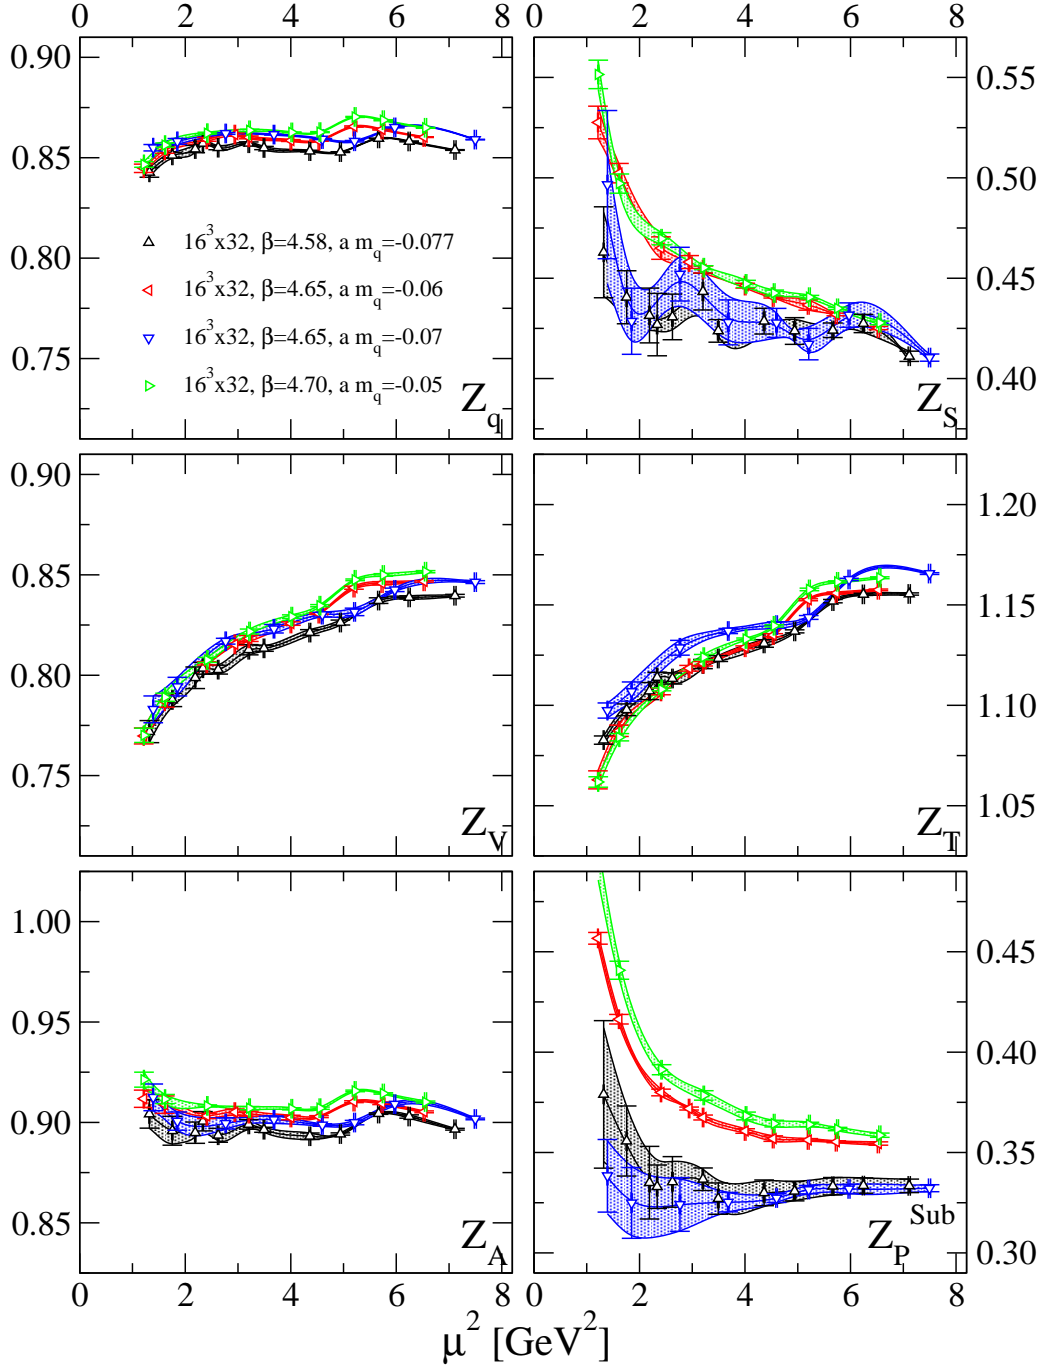 0 2 4 6 8 0 2 4 6 8
0.90
0.85
0.80
0.75
16³x32, β=4.58, a m_q=-0.077
16³x32, β=4.65, a m_q=-0.06
16³x32, β=4.65, a m_q=-0.07
16³x32, β=4.70, a m_q=-0.05
Z_q
0.55
0.50
0.45
0.40
Z_S
0.90
0.85
0.80
0.75
Z_V
1.20
1.15
1.10
1.05
Z_T
1.00
0.95
0.90
0.85
Z_A
0.45
0.40
0.35
0.30
Z_P^Sub
0 2 4 6 8 0 2 4 6 8
μ² [GeV²]